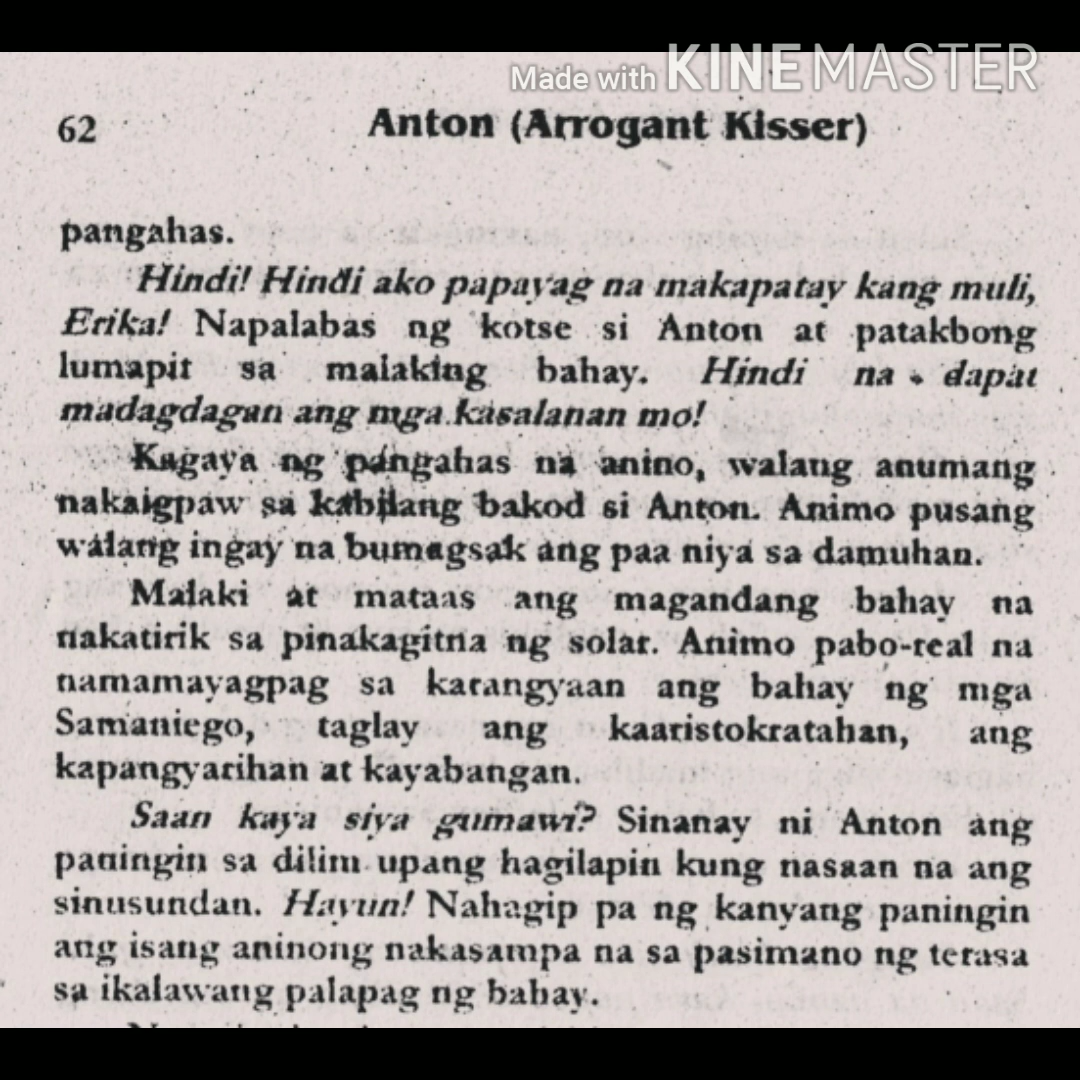 Made with KINEMASTER
62 Anton (Arrogant Kisser)
pangahas.
Hindi! Hindi ako papayag na makapatay kang muli,
Erika! Napalabas ng kotse si Anton at patakbong
lumapit sa malaking bahay. Hindi na dapat
madagdagan ang mga kasalanan mo!
Kagaya ng pangahas na anino, walang anumang
nakaigpaw sa kabilang bakod si Anton. Animo pusang
walang ingay na bumagsak ang paa niya sa damuhan.
Malaki at mataas ang magandang bahay na
nakatirik sa pinakagitna ng solar. Animo pabo-real na
namamayagpag sa karangyaan ang bahay ng mga
Samaniego, taglay ang kaaristokratahan, ang
kapangyarihan at kayabangan.
Saan kaya siya gumawi? Sinanay ni Anton ang
paningin sa dilim upang hagilapin kung nasaan na ang
sinusundan. Hayun! Nahagip pa ng kanyang paningin
ang isang aninong nakasampa na sa pasimano ng terasa
sa ikalawang palapag ng bahay.